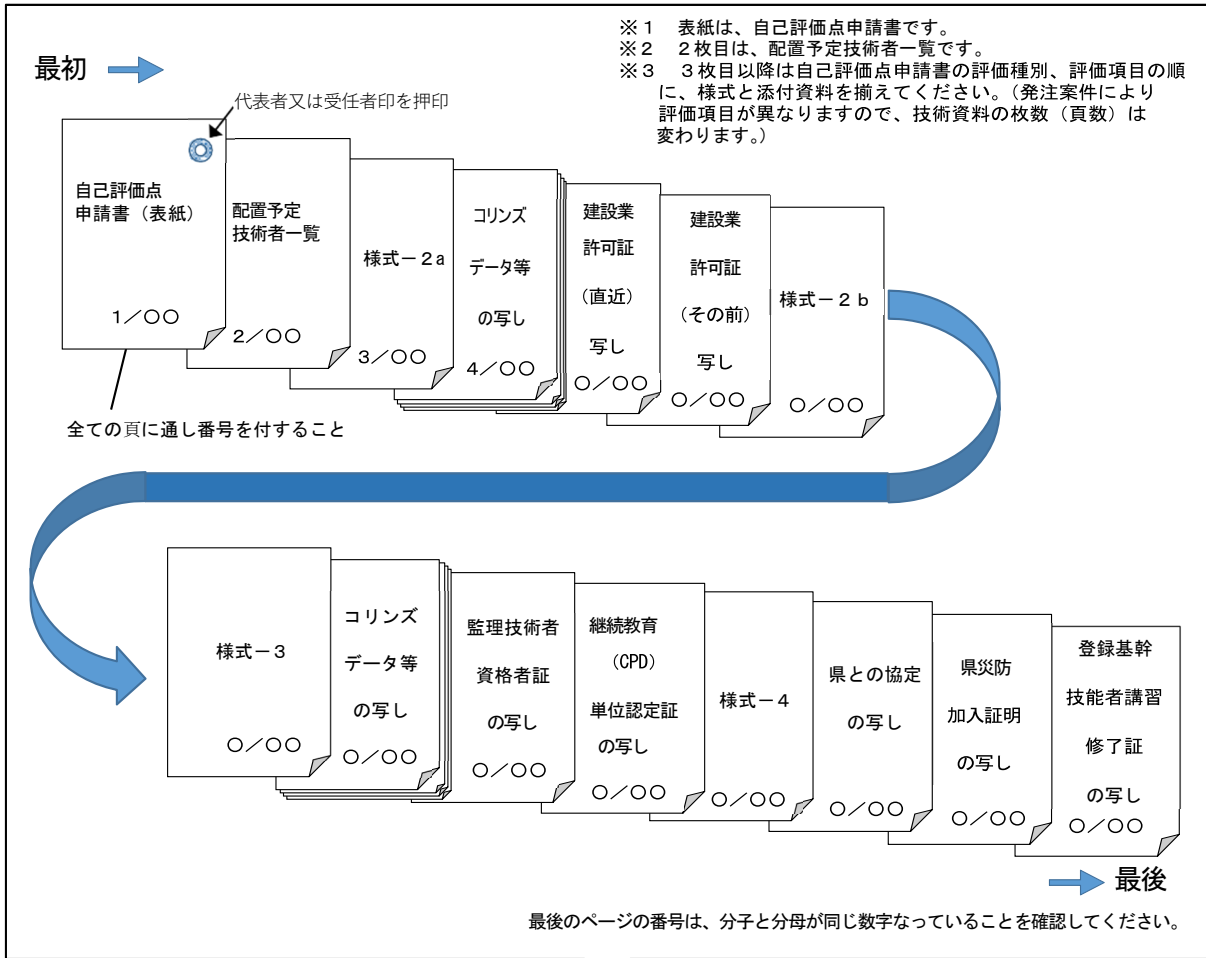 ※１　表紙は、自己評価点申請書です。
※２　２枚目は、配置予定技術者一覧です。
※３　３枚目以降は自己評価点申請書の評価種別、評価項目の順
に、様式と添付資料を揃えてください。（発注案件により
評価項目が異なりますので、技術資料の枚数（頁数）は
変わります。）
最初
代表者又は受任者印を押印
自己評価点
申請書（表紙）
１／〇〇
配置予定
技術者一覧
２／〇〇
様式－２a
３／〇〇
コリンズ
データ等
の写し
４／〇〇
建設業
許可証
（直近）
写し
〇／〇〇
建設業
許可証
（その前）
写し
〇／〇〇
様式－２ｂ
〇／〇〇
全ての頁に通し番号を付すること
様式－３
〇／〇〇
コリンズ
データ等
の写し
〇／〇〇
監理技術者
資格者証
の写し
〇／〇〇
継続教育
（CPD）
単位認定証
の写し
〇／〇〇
様式－４
〇／〇〇
県との協定
の写し
〇／〇〇
県災防
加入証明
の写し
〇／〇〇
登録基幹
技能者講習
修了証
の写し
〇／〇〇
最後
最後のページの番号は、分子と分母が同じ数字なっていることを確認してください。